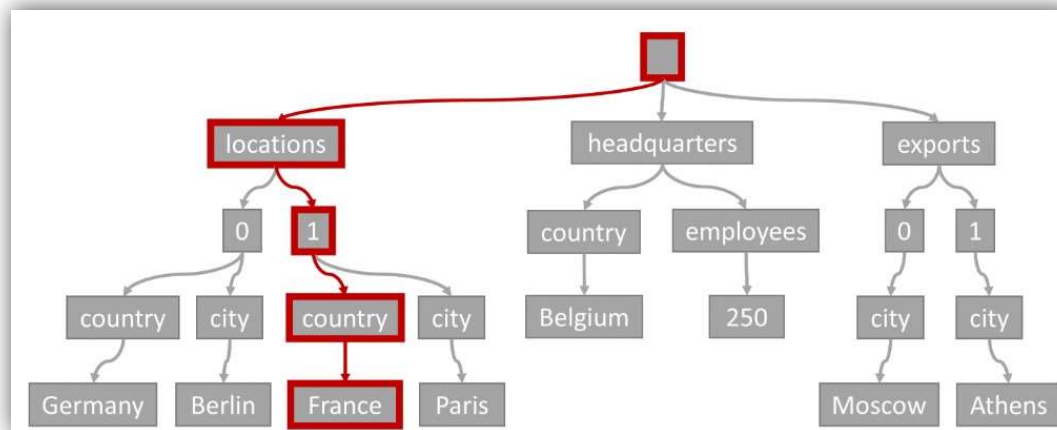 locations headquarters exports
0 1 country employees 0 1
country city country city Belgium 250 city city
Germany Berlin France Paris Moscow Athens